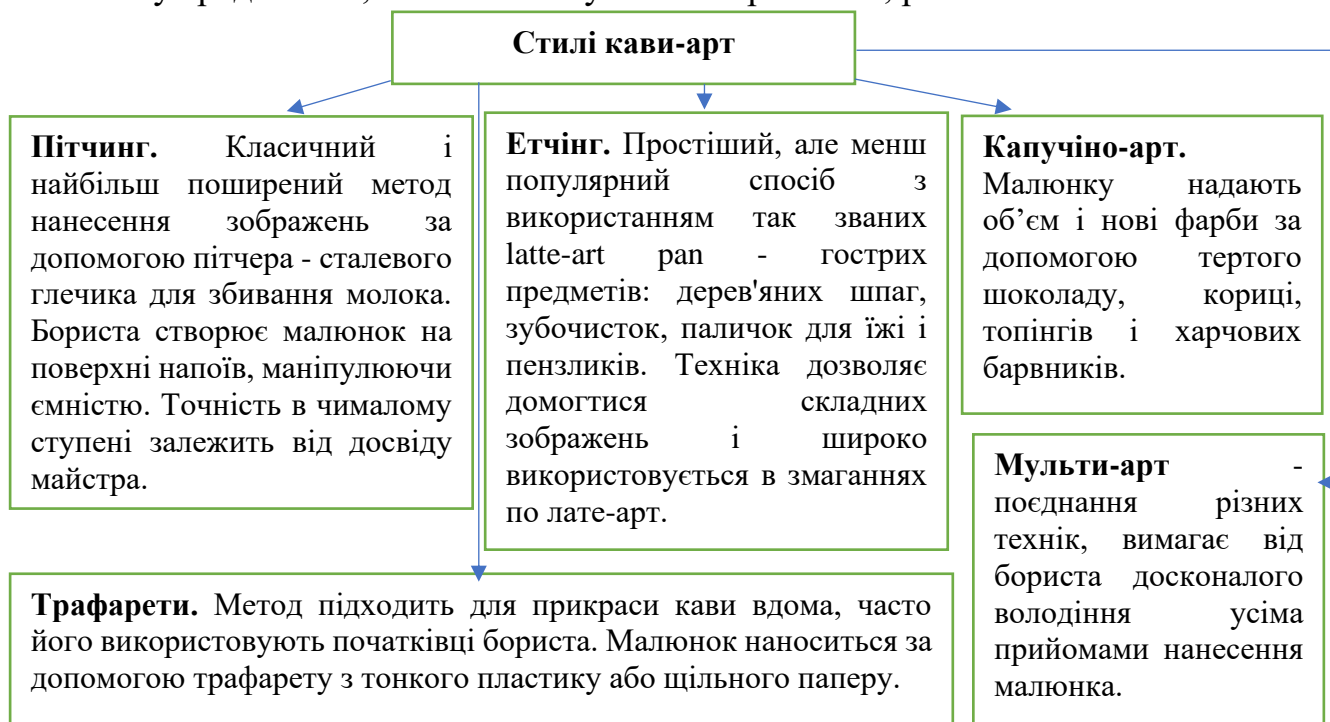 Стилі кави-арт
Пітчинг. Класичний і
найбільш поширений метод
нанесення зображень за
допомогою пітчера - сталевого
глечика для збивання молока.
Бориста створює малюнок на
поверхні напоїв, маніпулюючи
ємністю. Точність в чималому
ступені залежить від досвіду
майстра.
Етчінг. Простіший, але менш
популярний спосіб з
використанням так званих
latte-art pan - гострих
предметів: дерев'яних шпаг,
зубочисток, паличок для їжі і
пензликів. Техніка дозволяє
домогтися складних
зображень і широко
використовується в змаганнях
по лате-арт.
Капучіно-арт.
Малюнку надають
об’єм і нові фарби за
допомогою тертого
шоколаду, кориці,
топінгів і харчових
барвників.
Мульти-арт -
поєднання різних
технік, вимагає від
бориста досконалого
володіння усіма
прийомами нанесення
малюнка.
Трафарети. Метод підходить для прикраси кави вдома, часто
його використовують початківці бориста. Малюнок наноситься за
допомогою трафарету з тонкого пластику або щільного паперу.